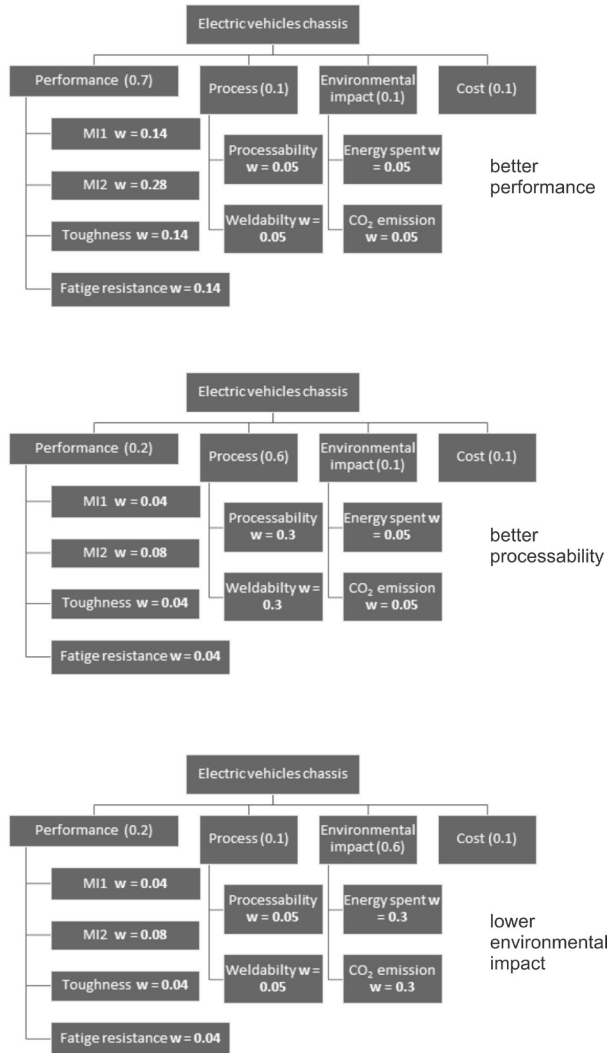 Electric vehicles chassis
Performance (0.7)
Process (0.1)
Environmental
impact (0.1)
Cost (0.1)
MI1 w = 0.14
MI2 w = 0.28
Toughness w = 0.14
Fatige resistance w = 0.14
Processability
w = 0.05
Weldabilty w =
0.05
Energy spent w
= 0.05
CO₂ emission
w = 0.05
better
performance
Electric vehicles chassis
Performance (0.2)
Process (0.6)
Environmental
impact (0.1)
Cost (0.1)
MI1 w = 0.04
MI2 w = 0.08
Toughness w = 0.04
Fatige resistance w = 0.04
Processability
w = 0.3
Weldabilty w =
0.3
Energy spent w
= 0.05
CO₂ emission
w = 0.05
better
processability
Electric vehicles chassis
Performance (0.2)
Process (0.1)
Environmental
impact (0.6)
Cost (0.1)
MI1 w = 0.04
MI2 w = 0.08
Toughness w = 0.04
Fatige resistance w = 0.04
Processability
w = 0.05
Weldabilty w =
0.05
Energy spent w
= 0.3
CO₂ emission
w = 0.3
lower
environmental
impact